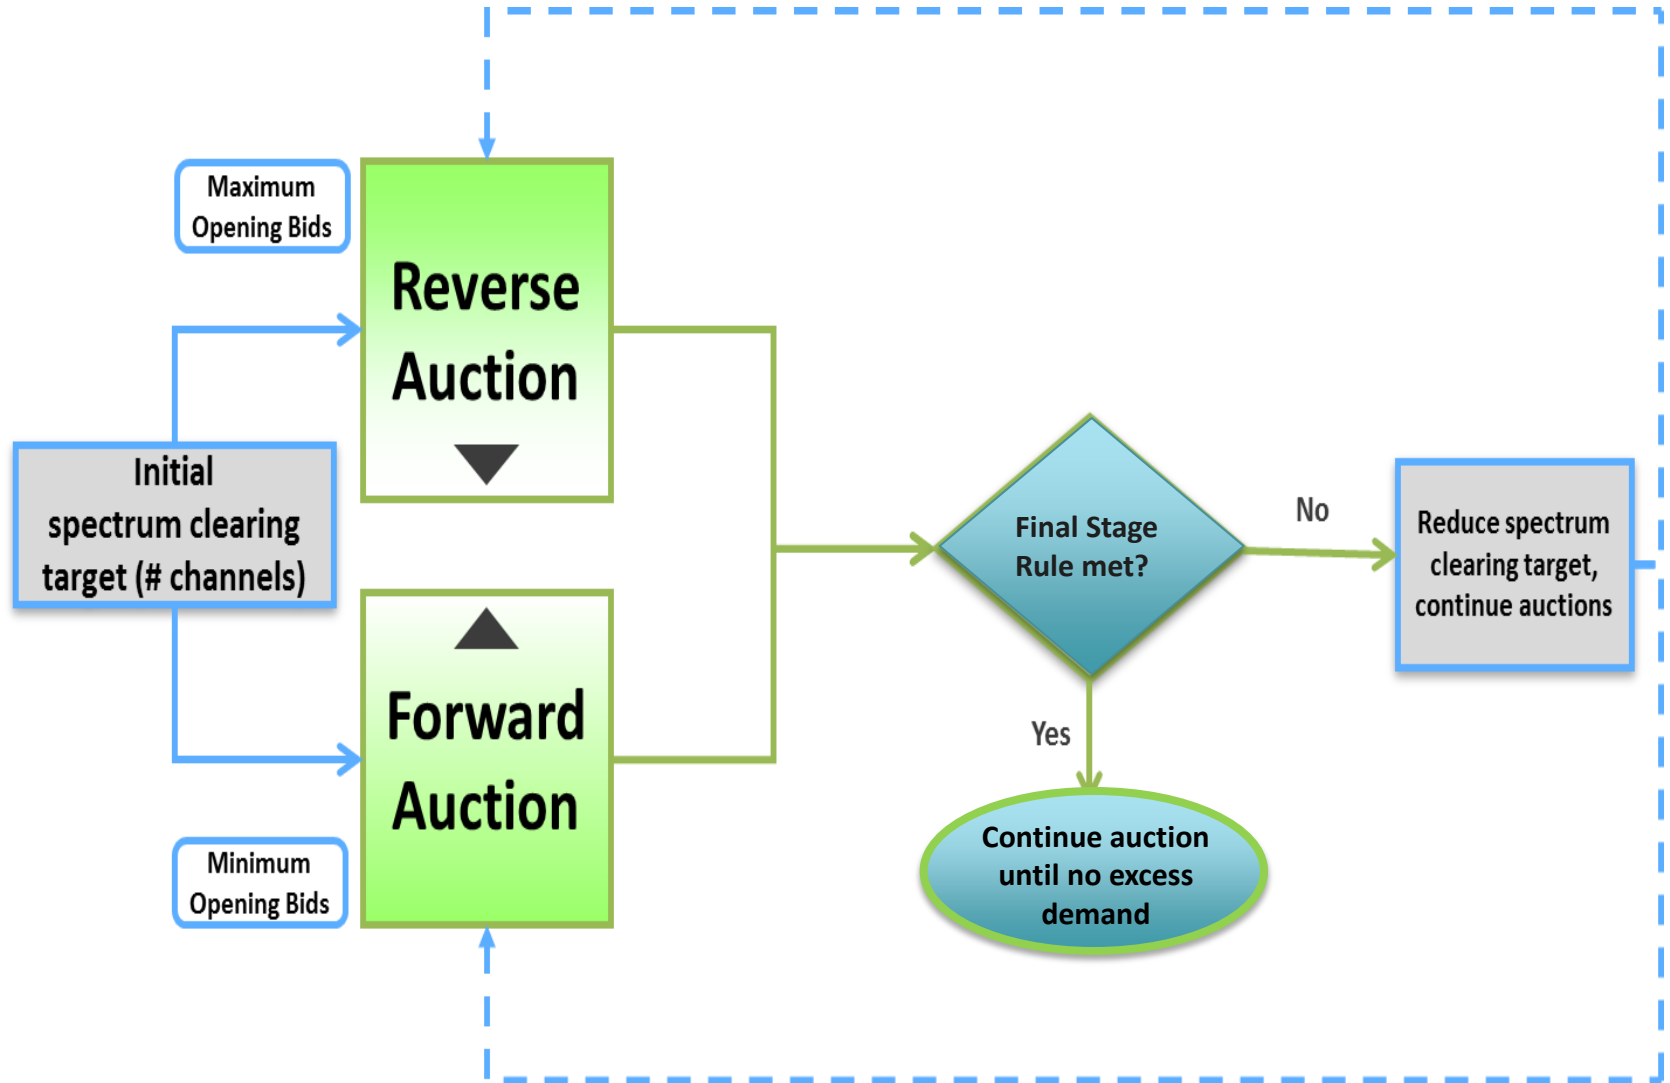 Maximum
Opening Bids
Reverse
Auction
Initial
spectrum clearing
target (# channels)
Forward
Auction
Minimum
Opening Bids
Final Stage
Rule met?
No
Reduce spectrum
clearing target,
continue auctions
Yes
Continue auction
until no excess
demand